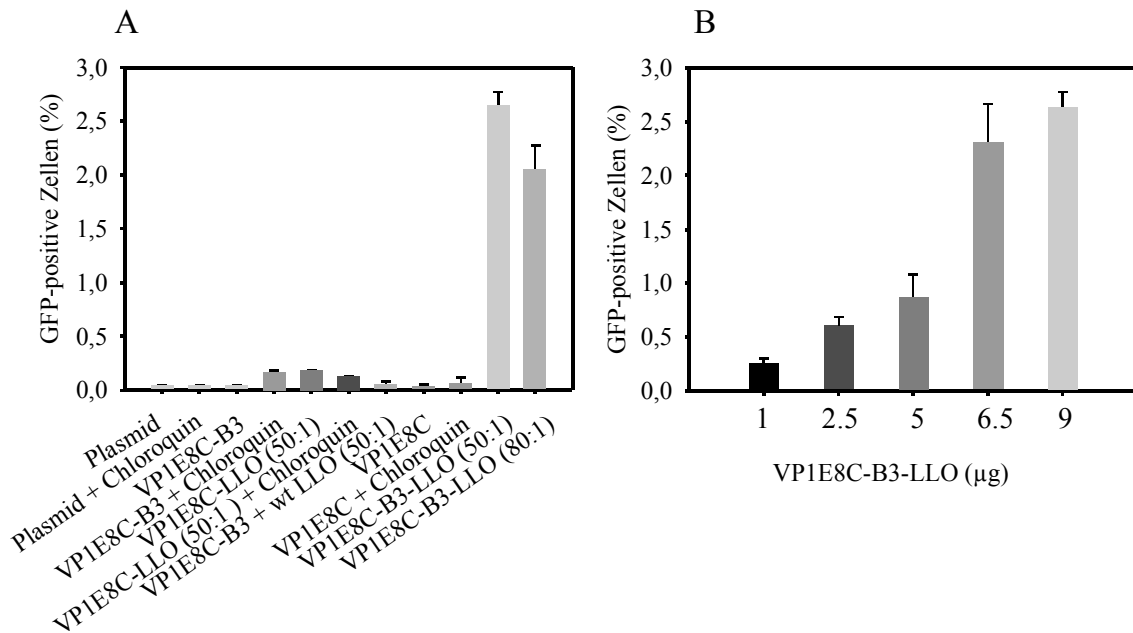 A
GFP-positive Zellen (%)
3,0
2,5
2,0
1,5
1,0
0,5
0,0
Plasmid
Plasmid + Chloroquin
VP1E8C-B3
VP1E8C-B3 + Chloroquin
VP1E8C-LLO (50:1)
VP1E8C-LLO (50:1) + Chloroquin
VP1E8C-B3 + wt LLO (50:1)
VP1E8C
VP1E8C + Chloroquin
VP1E8C-B3-LLO (50:1)
VP1E8C-B3-LLO (80:1)
B
GFP-positive Zellen (%)
3,0
2,5
2,0
1,5
1,0
0,5
0,0
1 2.5 5 6.5 9
VP1E8C-B3-LLO (µg)